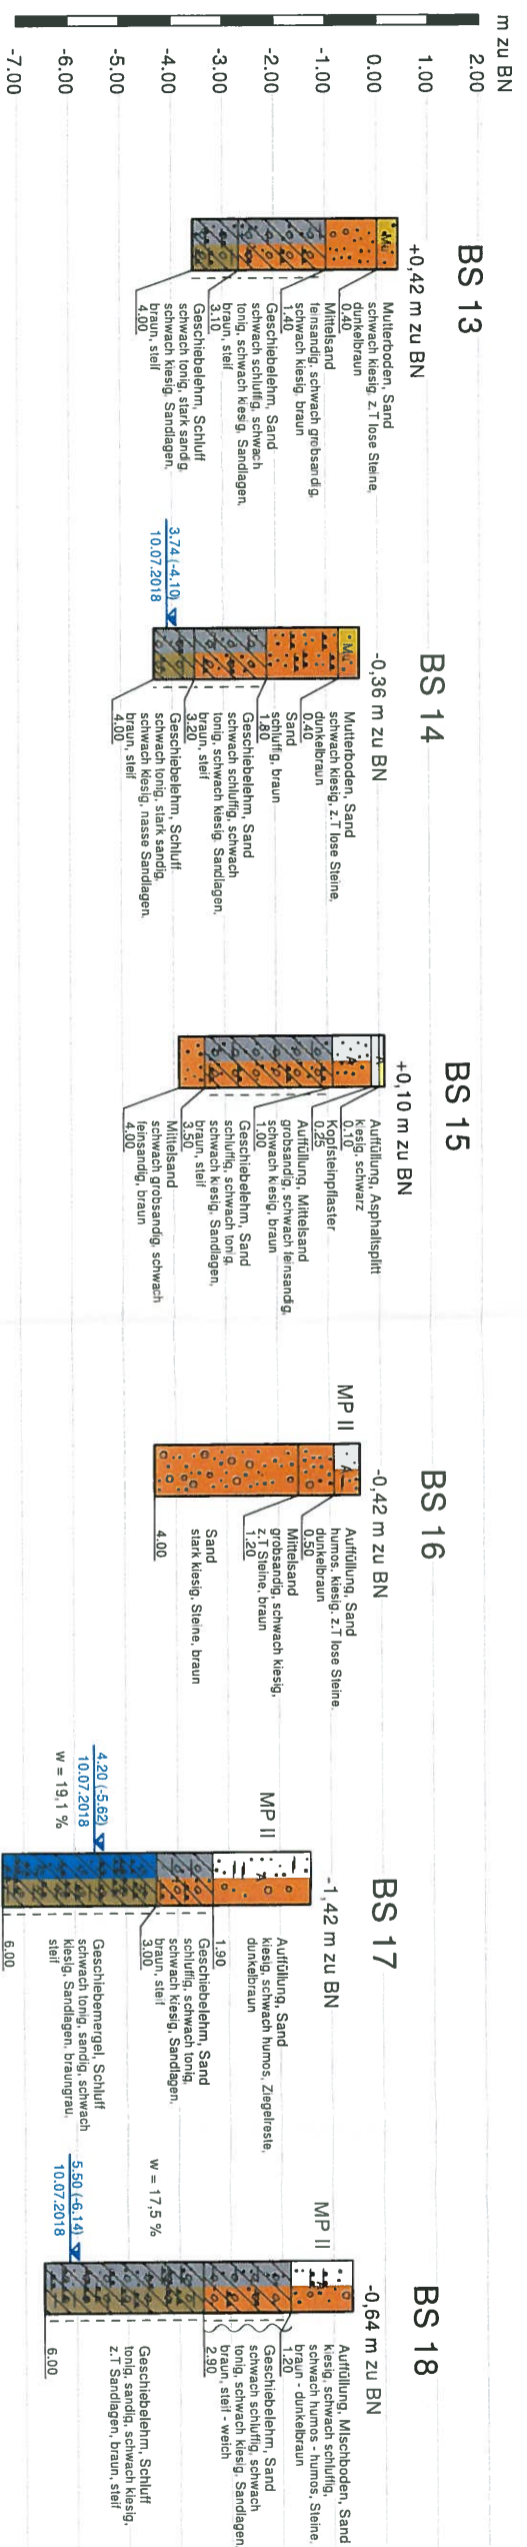 m zu BN
2.00
1.00
0.00
-1.00
-2.00
-3.00
-4.00
-5.00
-6.00
-7.00
BS 13
+0,42 m zu BN
Mu
Mutterboden, Sand
schwach kiesig, z.T lose Steine,
dunkelbraun
0.40
Mittelsand
feinsandig, schwach grobsandig,
schwach kiesig, braun
1.40
Geschiebelehm, Sand
schwach schluffig, schwach
tonig, schwach kiesig, Sandlagen,
braun, steif
3.10
Geschiebelehm, Schluff
schwach tonig, stark sandig,
schwach kiesig, Sandlagen,
braun, steif
4.00
BS 14
-0,36 m zu BN
Mu
Mutterboden, Sand
schwach kiesig, z.T lose Steine,
dunkelbraun
0.40
Sand
schluffig, braun
1.80
Geschiebelehm, Sand
schwach schluffig, schwach
tonig, schwach kiesig, Sandlagen,
braun, steif
3.20
Geschiebelehm, Schluff
schwach tonig, stark sandig,
schwach kiesig, nasse Sandlagen,
braun, steif
4.00
3.74 (-4.10)
10.07.2018
BS 15
+0,10 m zu BN
A
A
Auffüllung, Asphaltsplitt
kiesig, schwarz
0.10
Kopfsteinpflaster
0.25
Auffüllung, Mittelsand
grobsandig, schwach feinsandig,
schwach kiesig, braun
1.00
Geschiebelehm, Sand
schluffig, schwach tonig,
schwach kiesig, Sandlagen,
braun, steif
3.50
Mittelsand
schwach grobsandig, schwach
feinsandig, braun
4.00
BS 16
-0,42 m zu BN
MP II
A
Auffüllung, Sand
humos, kiesig, z.T lose Steine,
dunkelbraun
0.50
Mittelsand
grobsandig, schwach kiesig,
z.T Steine, braun
1.20
Sand
stark kiesig, Steine, braun
4.00
BS 17
-1,42 m zu BN
MP II
A
Auffüllung, Sand
kiesig, schwach humos, Ziegelreste,
dunkelbraun
1.90
Geschiebelehm, Sand
schluffig, schwach tonig,
schwach kiesig, Sandlagen,
braun, steif
3.00
Geschiebemergel, Schluff
schwach tonig, sandig, schwach
kiesig, Sandlagen, braungrau,
steif
6.00
4.20 (-5.62)
10.07.2018
w = 19,1 %
BS 18
-0,64 m zu BN
MP II
A
Auffüllung, Mischboden, Sand
kiesig, schwach schluffig,
schwach humos - humos, Steine,
braun - dunkelbraun
1.20
Geschiebelehm, Sand
schwach schluffig, schwach
tonig, schwach kiesig, Sandlagen,
braun, steif - weich
2.90
Geschiebelehm, Schluff
tonig, sandig, schwach kiesig,
z.T Sandlagen, braun, steif
6.00
w = 17,5 %
5.50 (-6.14)
10.07.2018